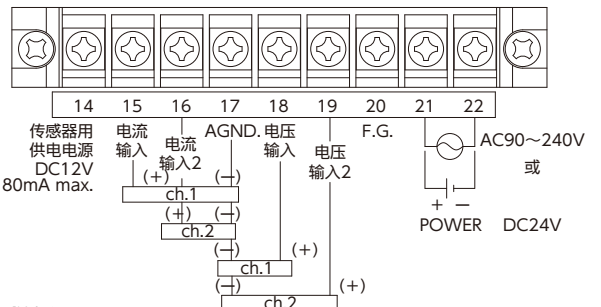 14 15 16 17 18 19 20 21 22
传感器用
供电电源
DC12V
80mA max.
电流
输入
电流
输入2
AGND.
电压
输入
电压
输入2
F.G.
AC90～240V
或
+ −
POWER DC24V
(+) (−)
ch.1
(+) (−)
ch.2
(−) (+)
ch.1
(−) (+)
ch.2